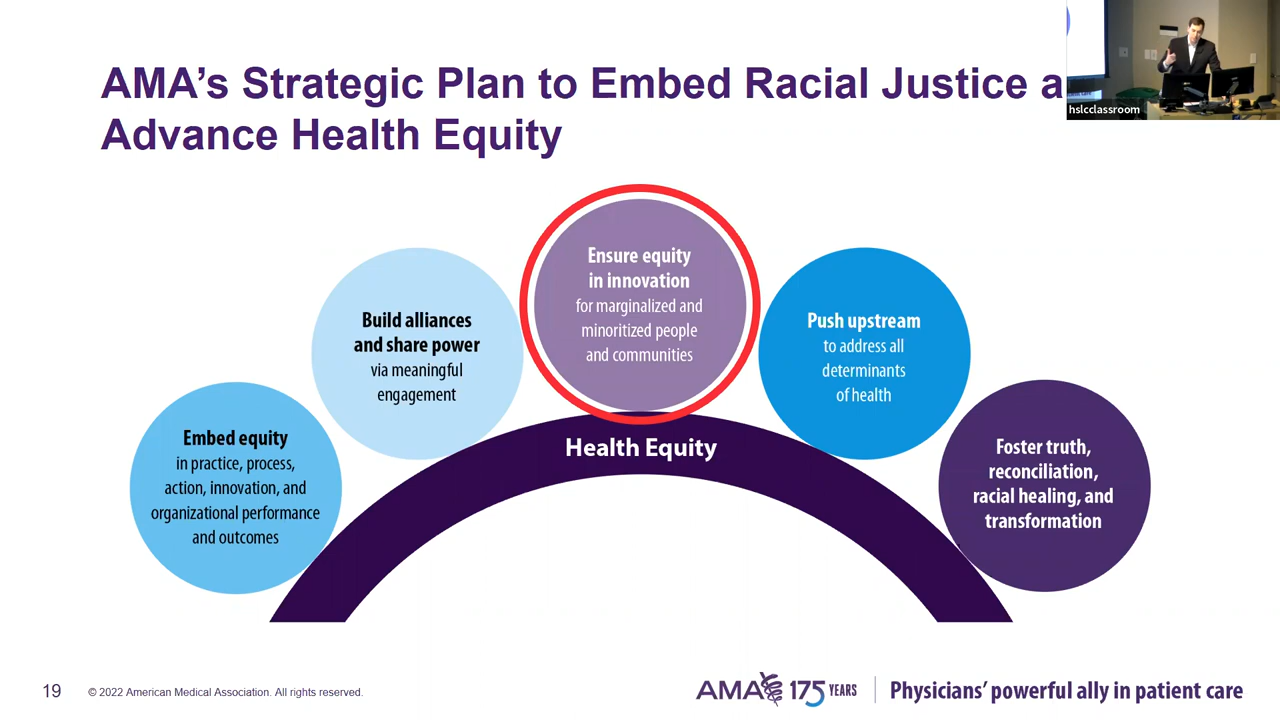 AMA’s Strategic Plan to Embed Racial Justice a
Advance Health Equity
hslcclassroom
Ensure equity
in innovation
for marginalized and
minoritized people
and communities
Build alliances
and share power
via meaningful
engagement
Push upstream
to address all
determinants
of health
Embed equity
in practice, process,
action, innovation, and
organizational performance
and outcomes
Health Equity
Foster truth,
reconciliation,
racial healing, and
transformation
19
© 2022 American Medical Association. All rights reserved.
AMA 175 YEARS
Physicians’ powerful ally in patient care